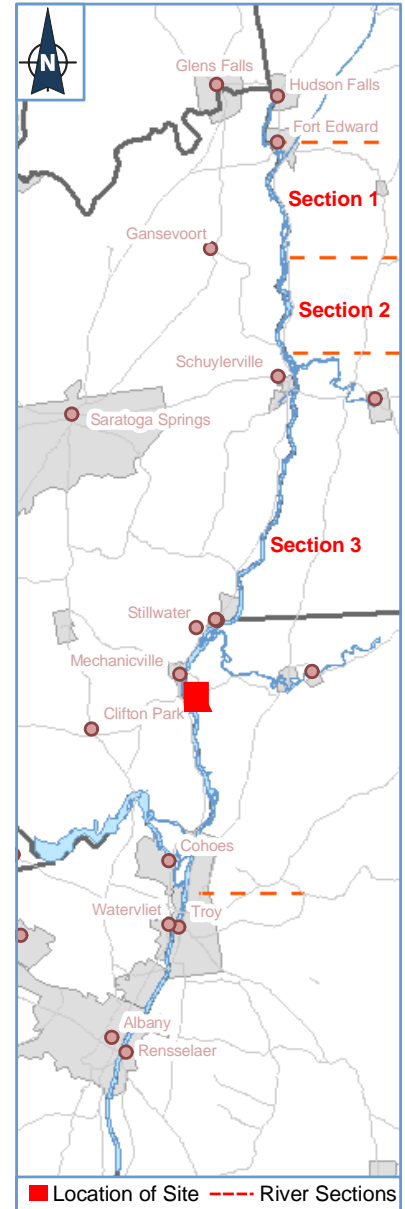 N
Glens Falls
Hudson Falls
Fort Edward
Section 1
Gansevoort
Section 2
Schuylerville
Saratoga Springs
Section 3
Stillwater
Mechanicville
Clifton Park
Cohoes
Watervliet
Troy
Albany
Rensselaer
Location of Site
River Sections